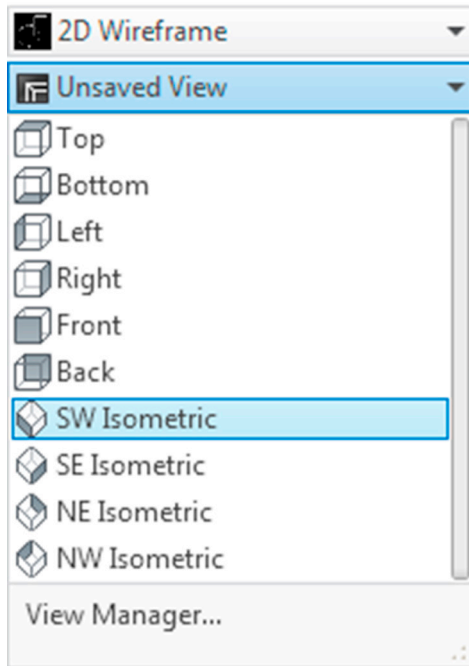 2D Wireframe
Unsaved View
Top
Bottom
Left
Right
Front
Back
SW Isometric
SE Isometric
NE Isometric
NW Isometric
View Manager...